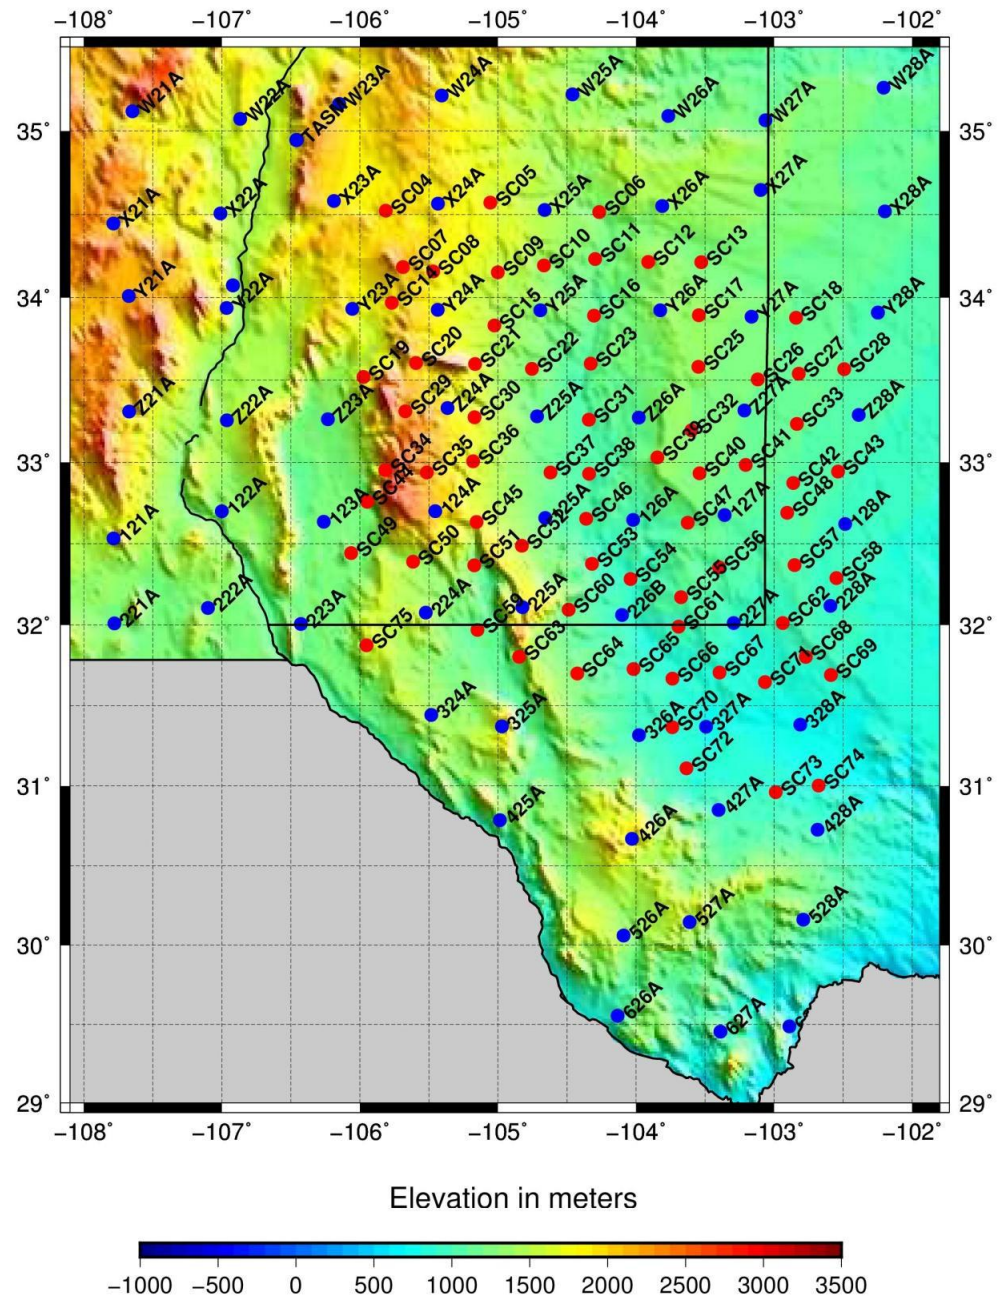 −108˚ −107˚ −106˚ −105˚ −104˚ −103˚ −102˚
W21A W22A TASM W23A W24A W25A W26A W27A W28A
35˚ 35˚
X21A X22A X23A SC04 X24A SC05 X25A SC06 X26A X27A X28A
SC07 SC08 SC09 SC10 SC11 SC12 SC13
34˚ 34˚
Y21A Y22A Y23A SC14 Y24A SC15 Y25A SC16 Y26A SC17 Y27A SC18 Y28A
SC19 SC20 SC21 SC22 SC23 SC25 SC26 SC27 SC28
Z21A Z22A Z23A SC29 Z24A SC30 Z25A SC31 Z26A SC32 Z27A SC33 Z28A
33˚ 33˚
SC34 SC35 SC36 SC37 SC38 SC39 SC40 SC41 SC42 SC43
121A 122A 123A SC44 124A SC45 125A SC46 126A SC47 127A SC48 128A
SC49 SC50 SC51 SC52 SC53 SC54 SC55 SC56 SC57 SC58
32˚ 32˚
221A 222A 223A 224A SC59 225A SC60 226B SC61 227A SC62 228A
SC75 SC63 SC64 SC65 SC66 SC67 SC71 SC68 SC69
324A 325A 326A SC70 327A 328A
SC72
31˚ 31˚
425A 426A 427A SC73 SC74 428A
526A 527A 528A
30˚ 30˚
626A 627A
29˚ 29˚
−108˚ −107˚ −106˚ −105˚ −104˚ −103˚ −102˚
Elevation in meters
−1000 −500 0 500 1000 1500 2000 2500 3000 3500